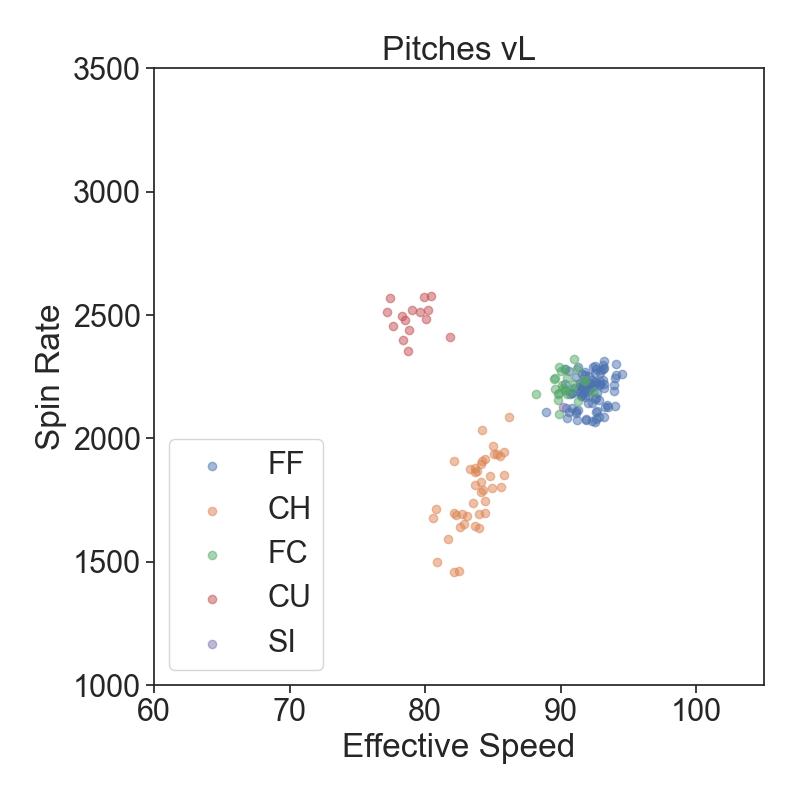 Pitches vL
3500
3000
2500
2000
1500
1000
Spin Rate
FF
CH
FC
CU
SI
60 70 80 90 100
Effective Speed